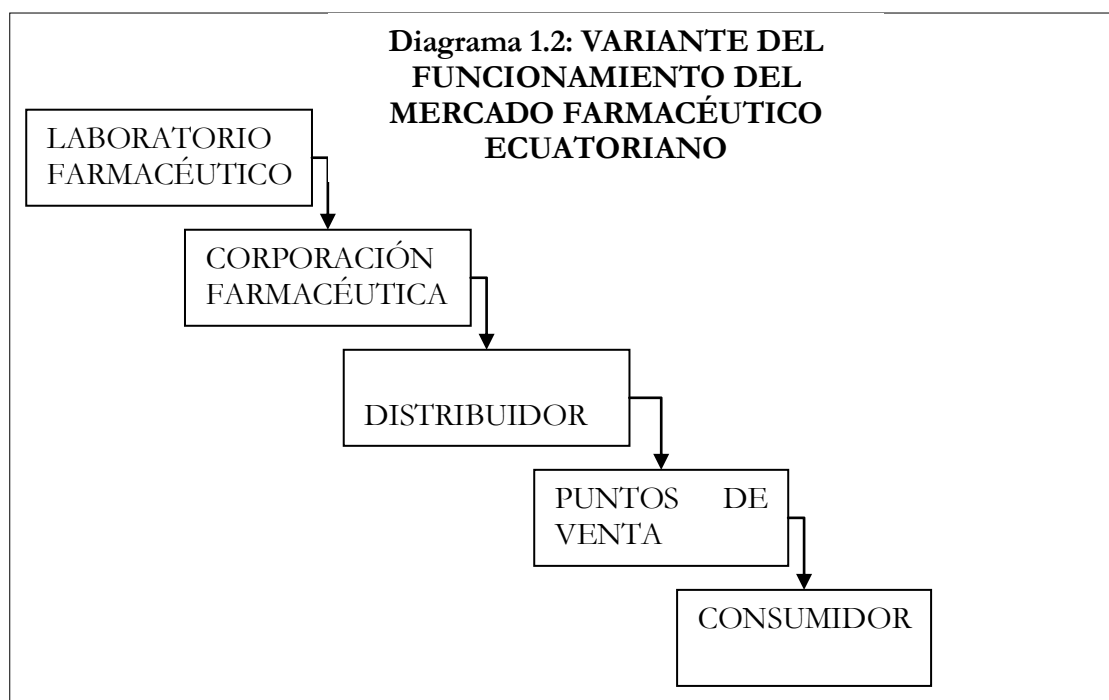 Diagrama 1.2: VARIANTE DEL
FUNCIONAMIENTO DEL
MERCADO FARMACÉUTICO
ECUATORIANO
LABORATORIO
FARMACÉUTICO
CORPORACIÓN
FARMACÉUTICA
DISTRIBUIDOR
PUNTOS DE
VENTA
CONSUMIDOR